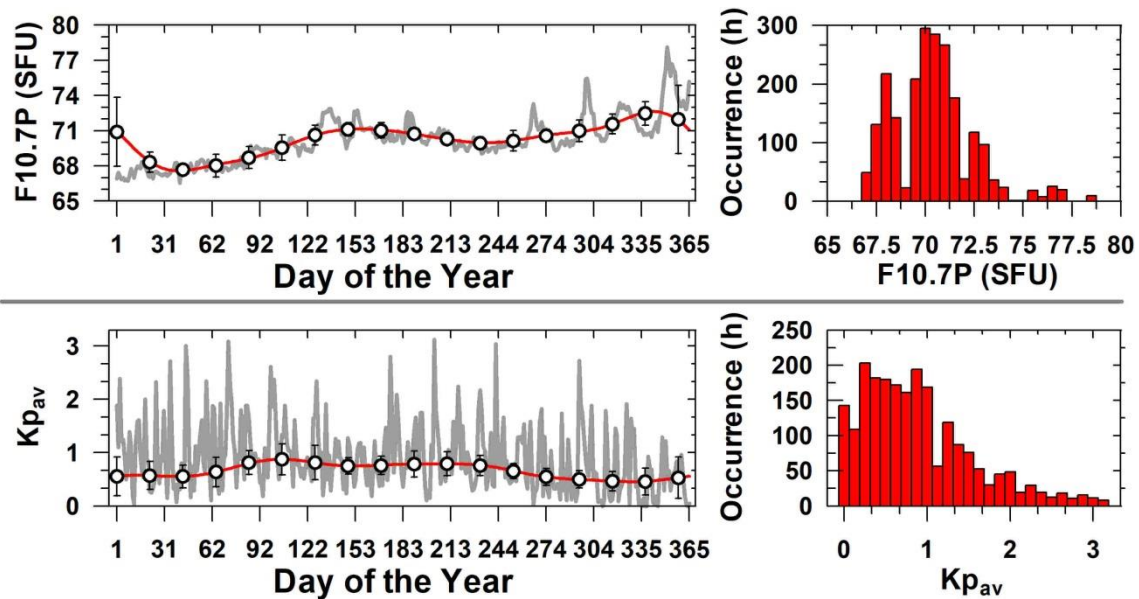 F10.7P (SFU)
80
77
74
71
68
65
1 31 62 92 122 153 183 213 244 274 304 335 365
Day of the Year
Occurrence (h)
300
200
100
0
65 67.5 70 72.5 75 77.5 80
F10.7P (SFU)
Kpav
3
2
1
0
1 31 62 92 122 153 183 213 244 274 304 335 365
Day of the Year
Occurrence (h)
250
200
150
100
50
0
0 1 2 3
Kpav